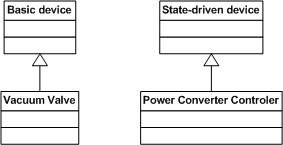 Basic device
State-driven device
Vacuum Valve
Power Converter Controler